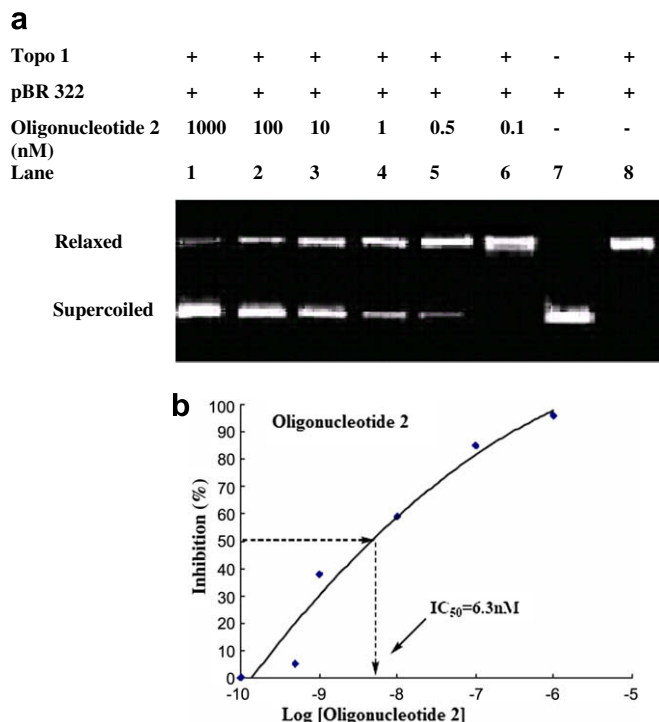 a
Topo 1 + + + + + + - +
pBR 322 + + + + + + + +
Oligonucleotide 2 1000 100 10 1 0.5 0.1 - -
(nM)
Lane 1 2 3 4 5 6 7 8
Relaxed
Supercoiled
b
Oligonucleotide 2
Inhibition (%)
100
90
80
70
60
50
40
30
20
10
0
IC50=6.3nM
-10 -9 -8 -7 -6 -5
Log [Oligonucleotide 2]